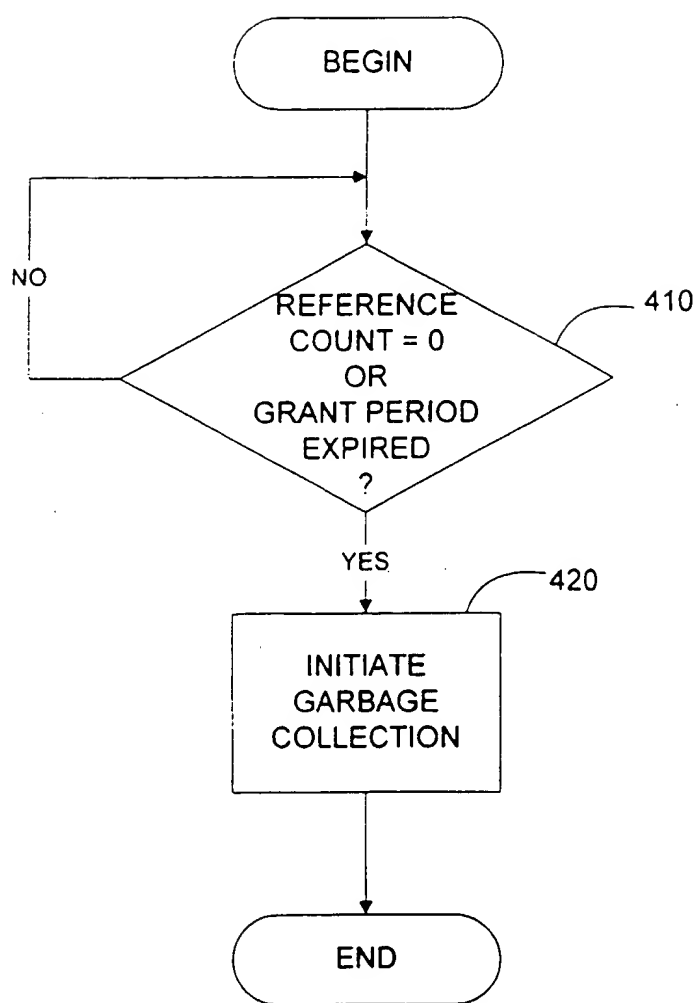 BEGIN
NO
REFERENCE
COUNT = 0
OR
GRANT PERIOD
EXPIRED
?
410
YES
420
INITIATE
GARBAGE
COLLECTION
END